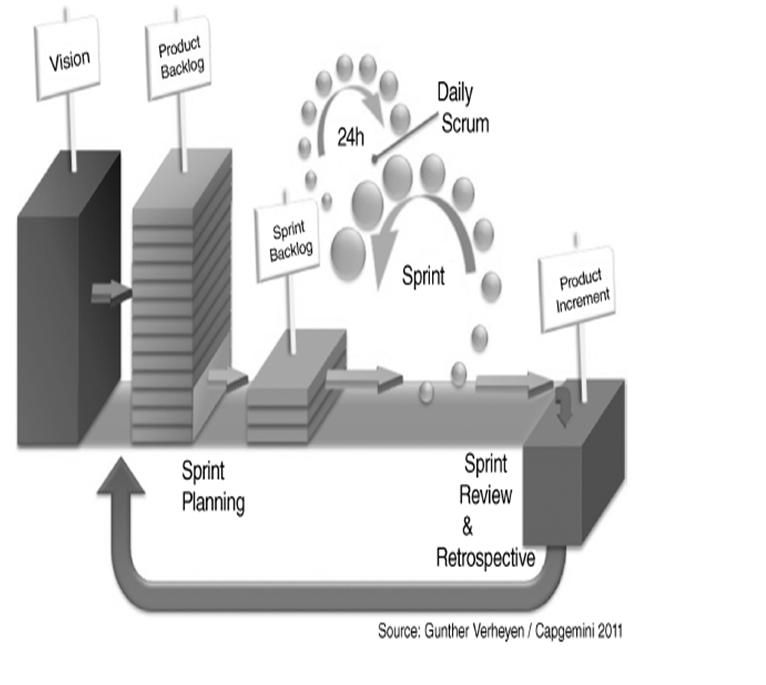 Vision
Product
Backlog
Daily
Scrum
24h
Sprint
Backlog
Sprint
Product
Increment
Sprint
Planning
Sprint
Review
&
Retrospective
Source: Gunther Verheyen / Capgemini 2011